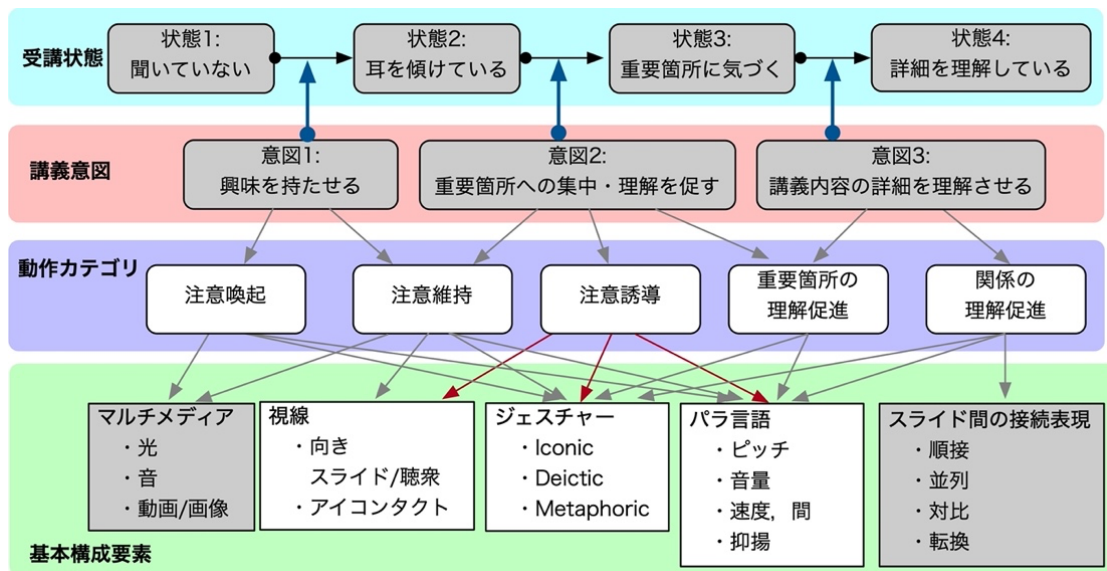 受講状態
状態1:
聞いていない
状態2:
耳を傾けている
状態3:
重要箇所に気づく
状態4:
詳細を理解している
講義意図
意図1:
興味を持たせる
意図2:
重要箇所への集中・理解を促す
意図3:
講義内容の詳細を理解させる
動作カテゴリ
注意喚起
注意維持
注意誘導
重要箇所の
理解促進
関係の
理解促進
マルチメディア
・光
・音
・動画/画像
視線
・向き
スライド/聴衆
・アイコンタクト
ジェスチャー
・Iconic
・Deictic
・Metaphoric
パラ言語
・ピッチ
・音量
・速度，間
・抑揚
スライド間の接続表現
・順接
・並列
・対比
・転換
基本構成要素